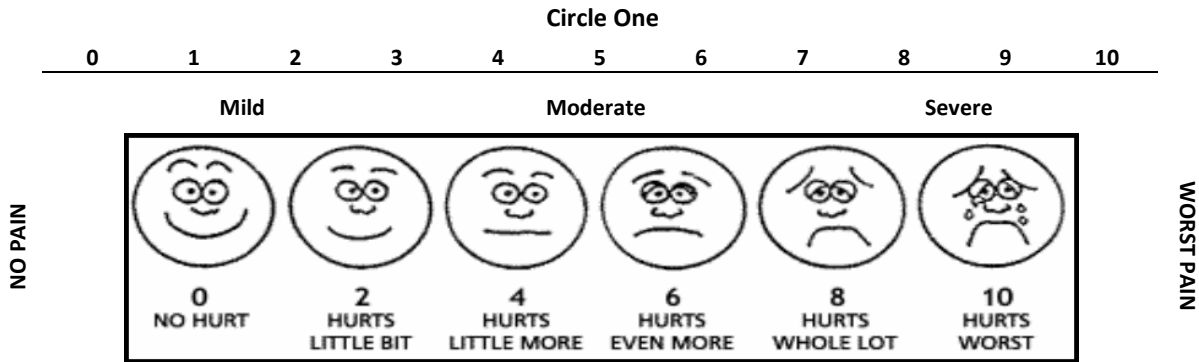 Circle One
0 1 2 3 4 5 6 7 8 9 10
Mild Moderate Severe
NO PAIN
WORST PAIN
0 2 4 6 8 10
NO HURT HURTS HURTS HURTS HURTS HURTS
LITTLE BIT LITTLE MORE EVEN MORE WHOLE LOT WORST